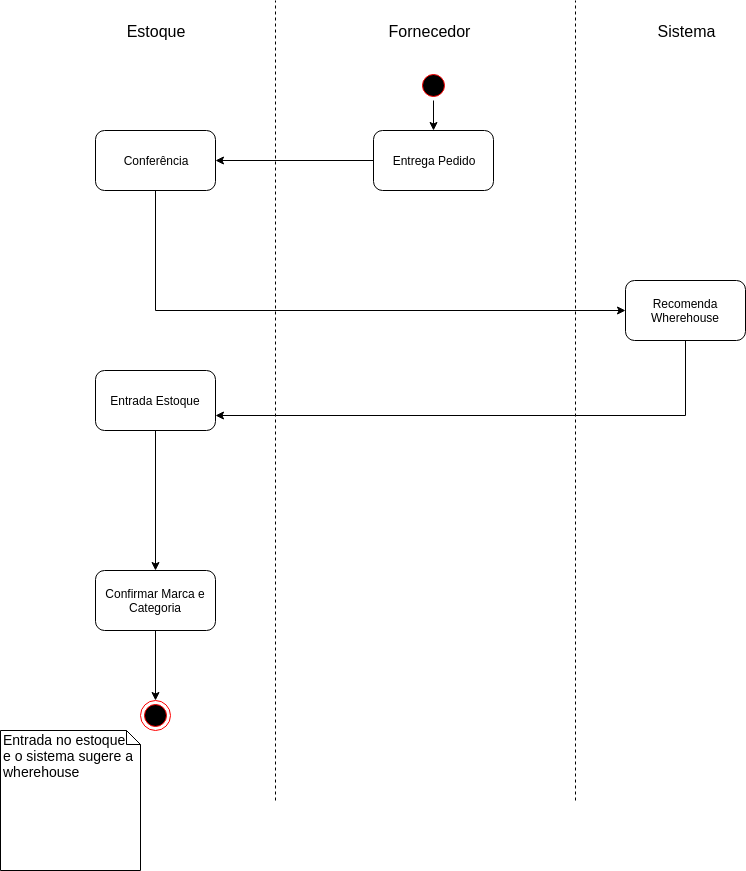 Estoque
Fornecedor
Sistema
Conferência
Entrega Pedido
Recomenda
Wherehouse
Entrada Estoque
Confirmar Marca e
Categoria
Entrada no estoque
e o sistema sugere a
wherehouse